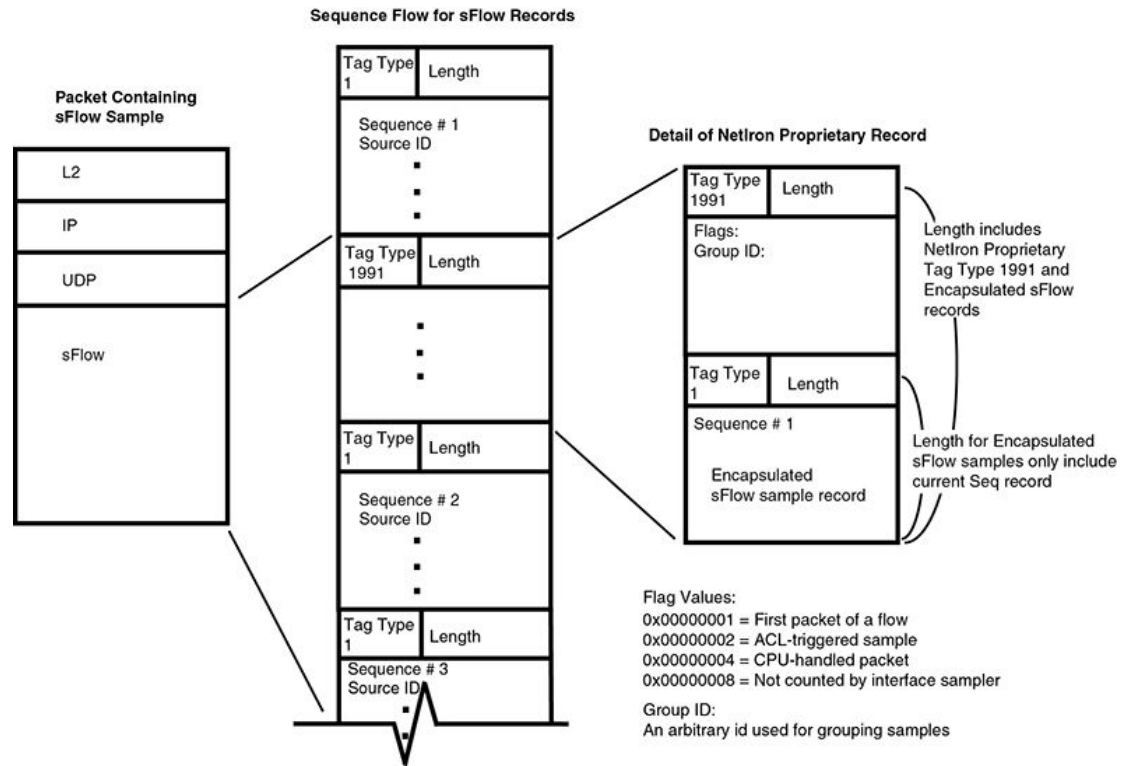 Sequence Flow for sFlow Records
Packet Containing
sFlow Sample
L2
IP
UDP
sFlow
Tag Type
1
Length
Sequence # 1
Source ID
Tag Type
1991
Length
Tag Type
1
Length
Sequence # 2
Source ID
Tag Type
1
Length
Sequence # 3
Source ID
Detail of NetIron Proprietary Record
Tag Type
1991
Length
Flags:
Group ID:
Tag Type
1
Length
Sequence # 1
Encapsulated
sFlow sample record
Length includes
NetIron Proprietary
Tag Type 1991 and
Encapsulated sFlow
records
Length for Encapsulated
sFlow samples only include
current Seq record
Flag Values:
0x00000001 = First packet of a flow
0x00000002 = ACL-triggered sample
0x00000004 = CPU-handled packet
0x00000008 = Not counted by interface sampler
Group ID:
An arbitrary id used for grouping samples